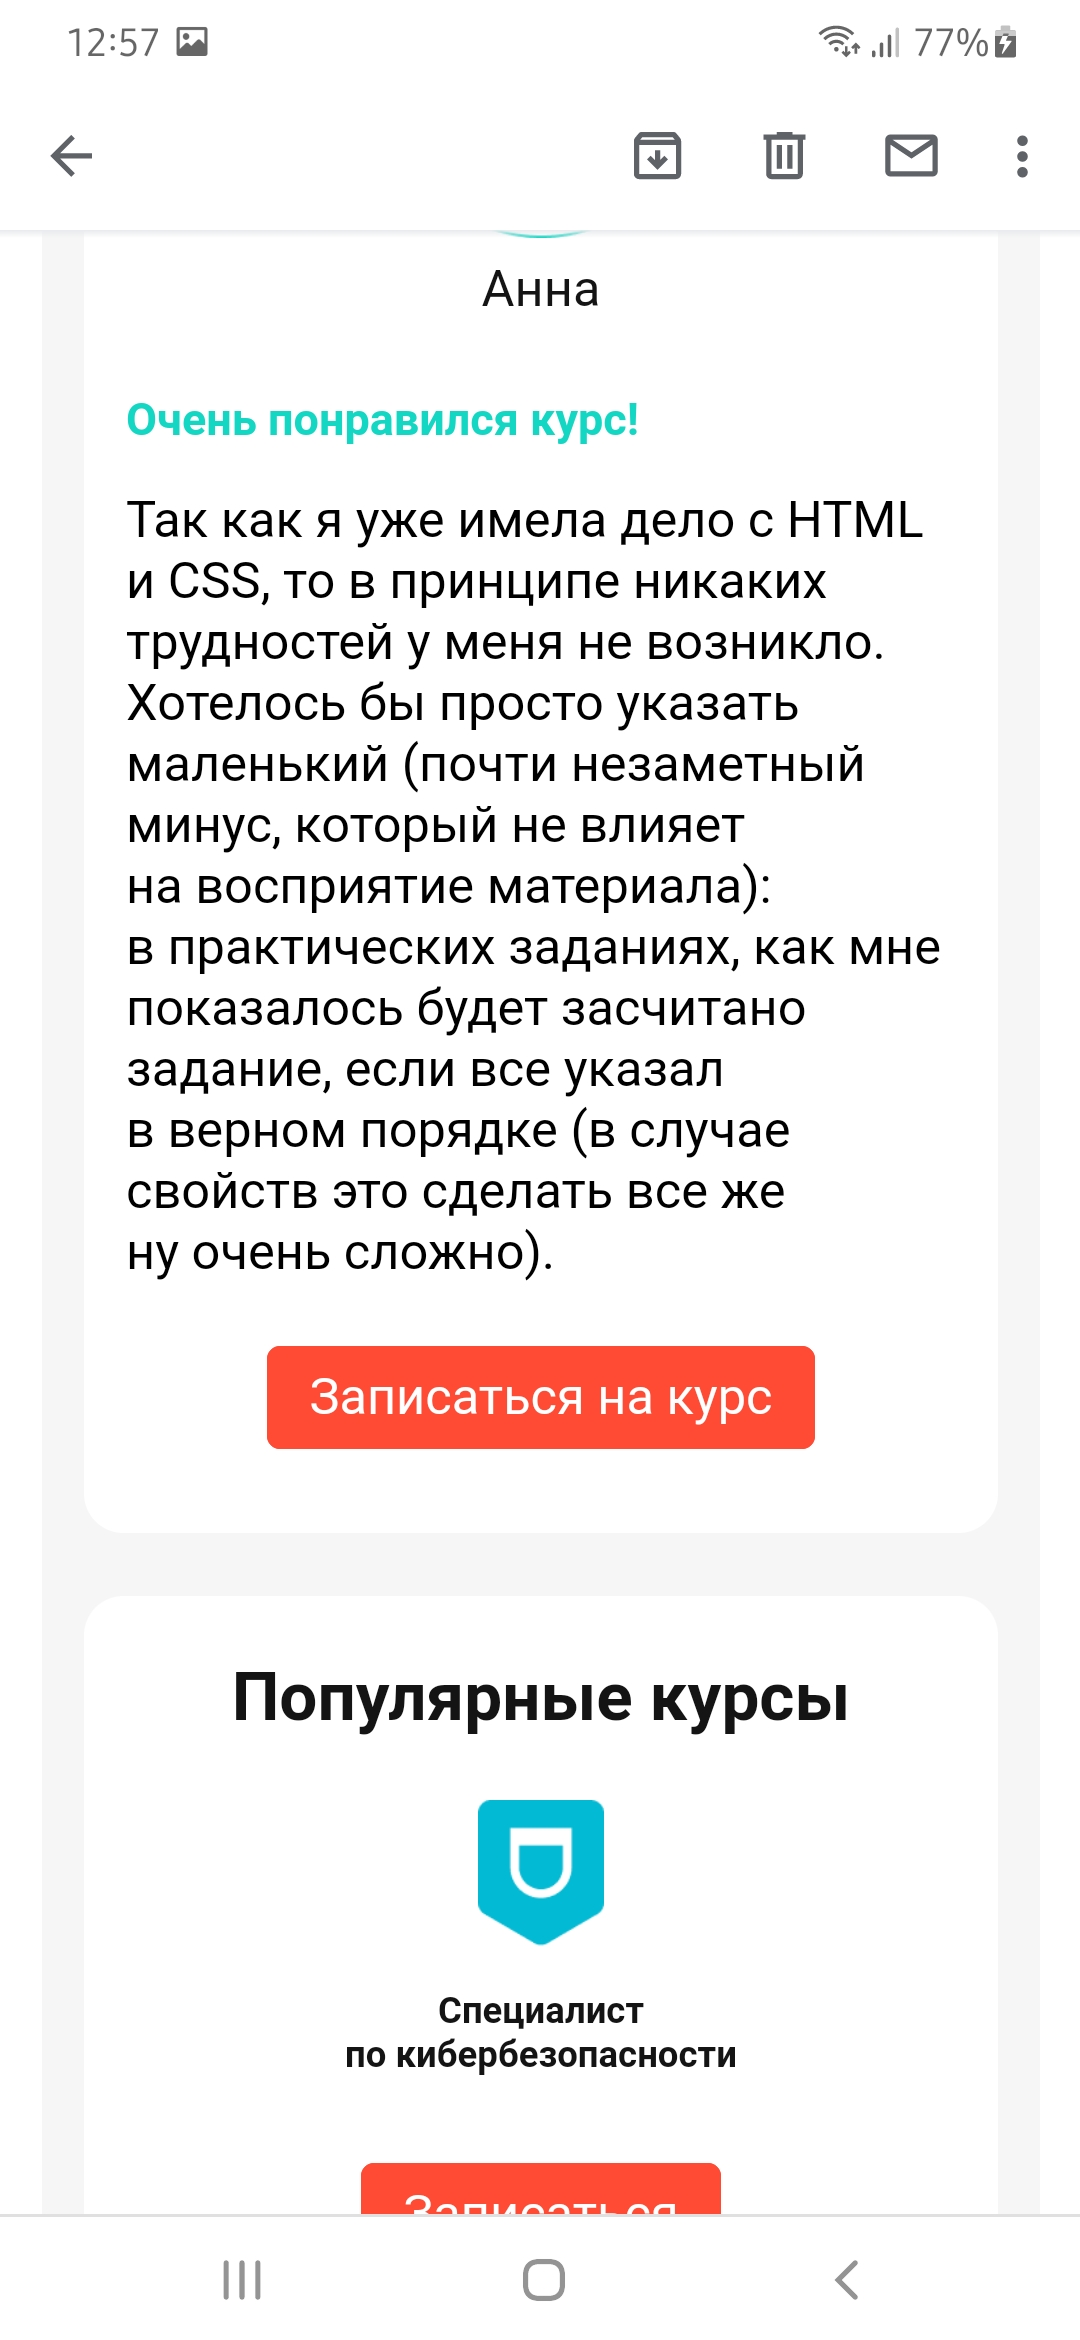 12:57
77%
Анна
Очень понравился курс!
Так как я уже имела дело с HTML
и CSS, то в принципе никаких
трудностей у меня не возникло.
Хотелось бы просто указать
маленький (почти незаметный
минус, который не влияет
на восприятие материала):
в практических заданиях, как мне
показалось будет засчитано
задание, если все указал
в верном порядке (в случае
свойств это сделать все же
ну очень сложно).
Записаться на курс
Популярные курсы
Специалист
по кибербезопасности
Записаться